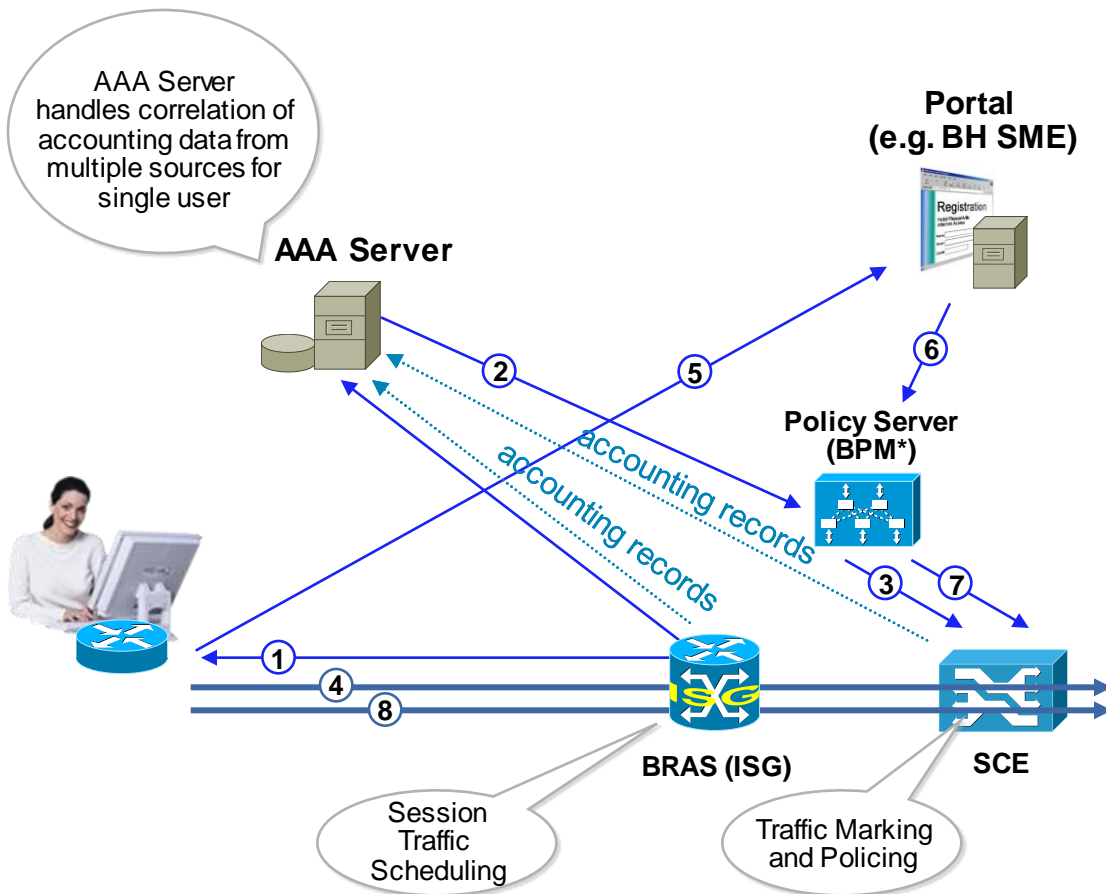 AAA Server
handles correlation of
accounting data from
multiple sources for
single user
Portal
(e.g. BH SME)
Registration
AAA Server
2
5
6
Policy Server
(BPM*)
accounting records
accounting records
3
7
1
4
8
ISG
BRAS (ISG)
SCE
Session
Traffic
Scheduling
Traffic Marking
and Policing